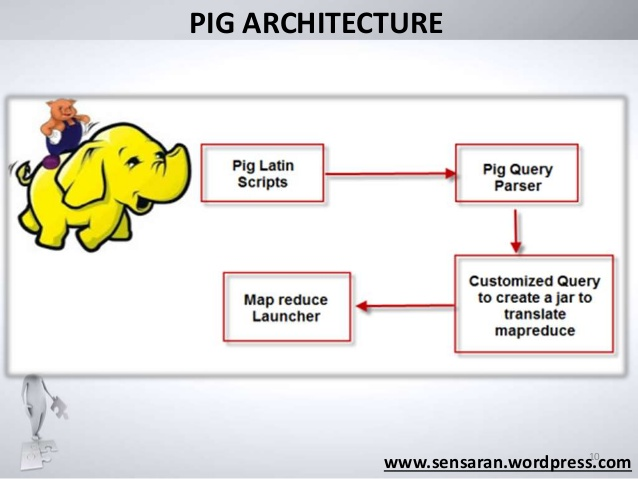 PIG ARCHITECTURE
Pig Latin
Scripts
Pig Query
Parser
Customized Query
to create a jar to
translate
mapreduce
Map reduce
Launcher
10
www.sensaran.wordpress.com